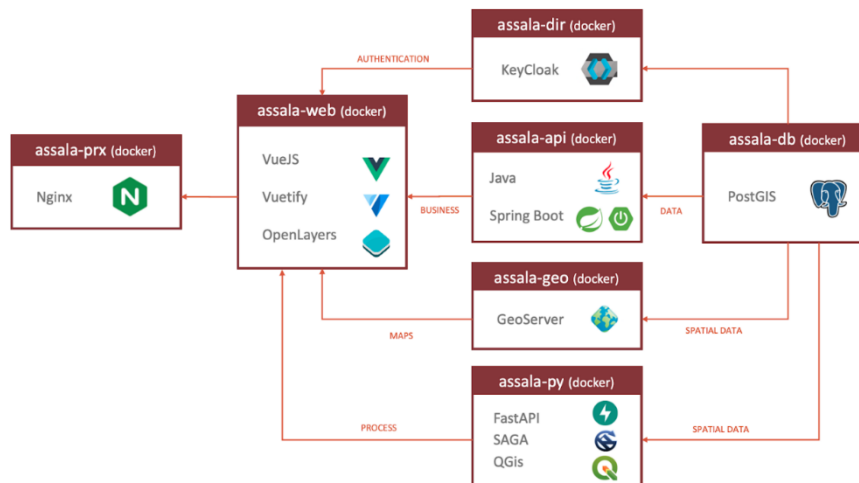 assala-dir (docker)
KeyCloak
AUTHENTICATION
assala-web (docker)
VueJS
Vuetify
OpenLayers
assala-prx (docker)
Nginx
N
assala-api (docker)
Java
Spring Boot
BUSINESS
DATA
assala-db (docker)
PostGIS
assala-geo (docker)
GeoServer
MAPS
SPATIAL DATA
assala-py (docker)
FastAPI
SAGA
QGis
PROCESS
SPATIAL DATA